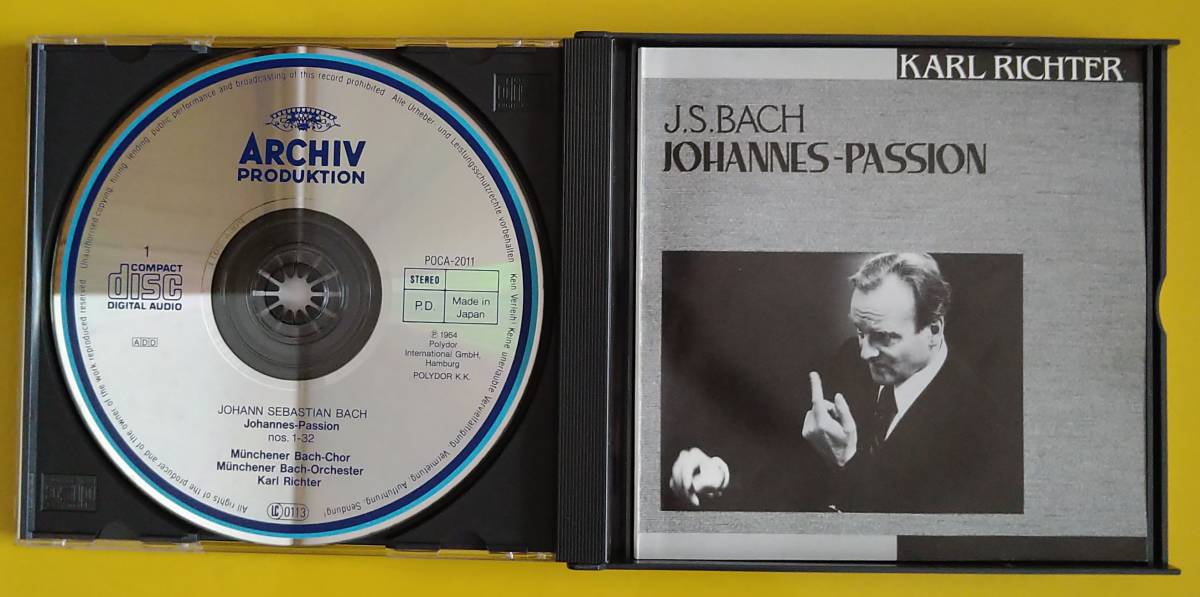 ARCHIV
PRODUKTION
1
COMPACT
disc
DIGITAL AUDIO
ADD
POCA-2011
STEREO
P.D.
Made in
Japan
℗ 1964
Polydor
International GmbH,
Hamburg
POLYDOR K.K.
JOHANN SEBASTIAN BACH
Johannes-Passion
nos. 1-32
Münchener Bach-Chor
Münchener Bach-Orchester
Karl Richter
LC 0113
All rights of the producer and of the owner of the work reproduced reserved Unauthorised copying, hiring, lending, public performance and broadcasting of this record prohibited Alle Urheber- und Leistungsschutzrechte vorbehalten Kein Verleih! Keine unerlaubte Vervielfältigung, Vermietung, Aufführung, Sendung!
KARL RICHTER
J.S.BACH
JOHANNES-PASSION